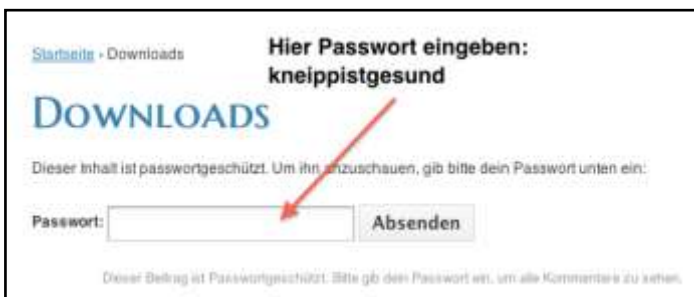 Hier Passwort eingeben:
kneippistgesund
Startseite › Downloads
DOWNLOADS
Dieser Inhalt ist passwortgeschützt. Um ihn anzuschauen, gib bitte dein Passwort unten ein:
Passwort:
Absenden
Dieser Beitrag ist Passwortgeschützt. Bitte gib dein Passwort ein, um alle Kommentare zu sehen.